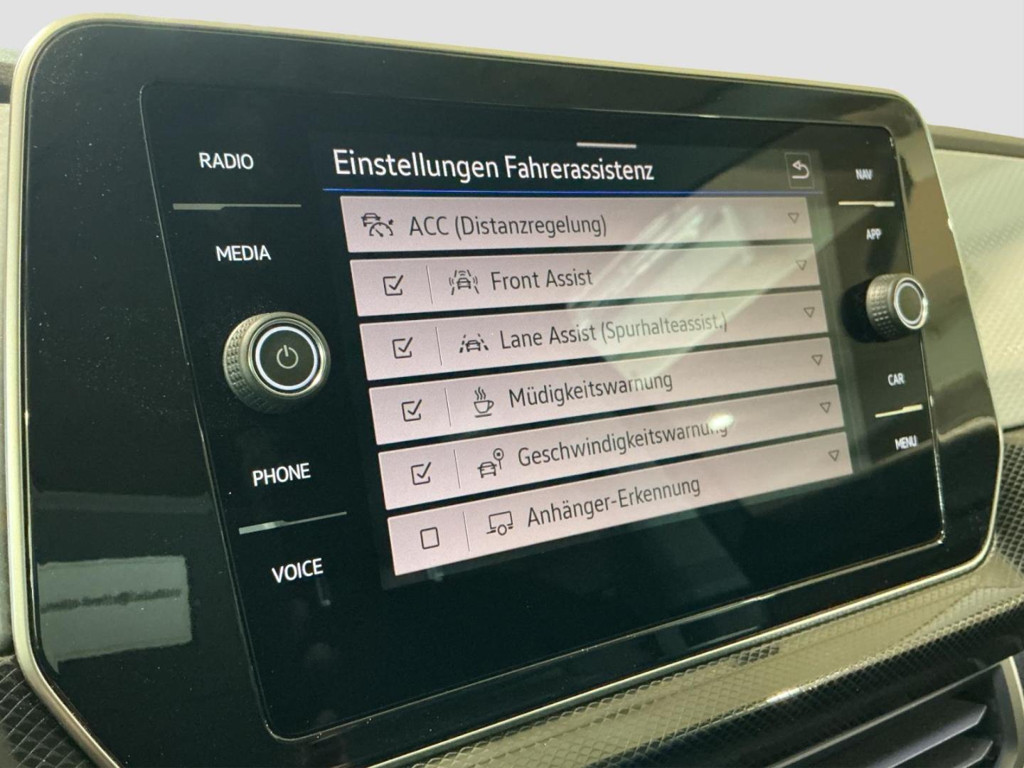 RADIO
MEDIA
PHONE
VOICE
Einstellungen Fahrerassistenz
ACC (Distanzregelung)
Front Assist
Lane Assist (Spurhalteassist.)
Müdigkeitswarnung
Geschwindigkeitswarnung
Anhänger-Erkennung
NAV
APP
CAR
MENU